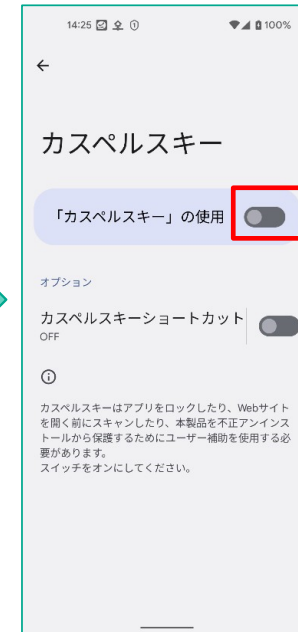 14:25 100%
カスペルスキー
「カスペルスキー」の使用
オプション
カスペルスキーショートカット
OFF
カスペルスキーはアプリをロックしたり、Webサイト
を開く前にスキャンしたり、本製品を不正アンインス
トールから保護するためにユーザー補助を使用する必
要があります。
スイッチをオンにしてください。